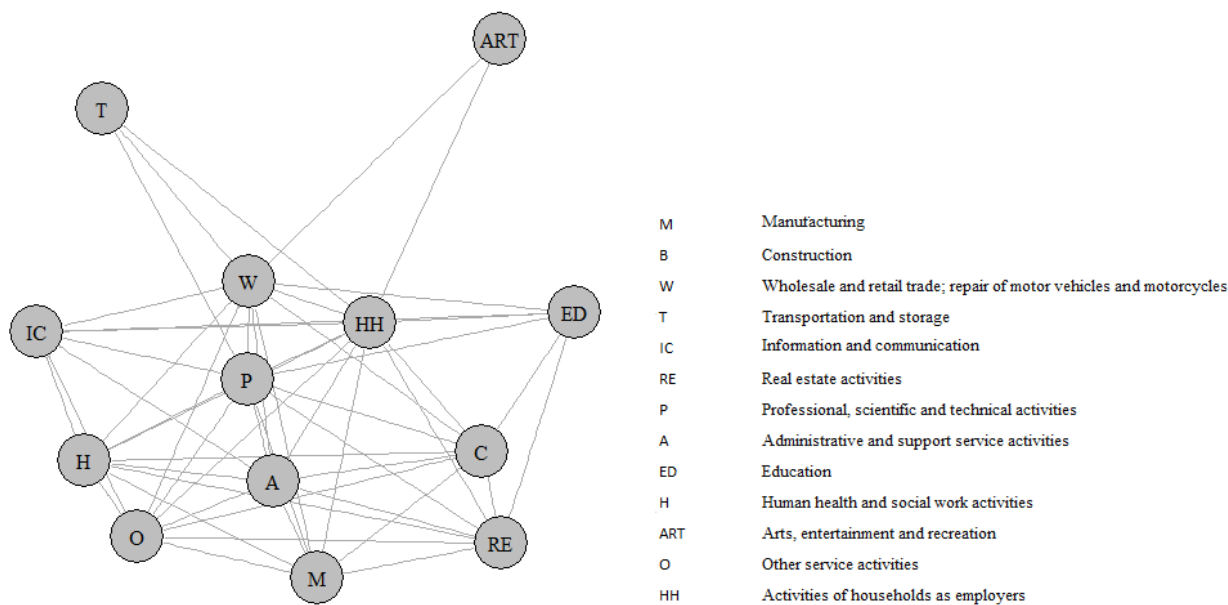 ART
T
W
HH
ED
IC
P
H
A
C
O
RE
M
M Manufacturing
B Construction
W Wholesale and retail trade; repair of motor vehicles and motorcycles
T Transportation and storage
IC Information and communication
RE Real estate activities
P Professional, scientific and technical activities
A Administrative and support service activities
ED Education
H Human health and social work activities
ART Arts, entertainment and recreation
O Other service activities
HH Activities of households as employers